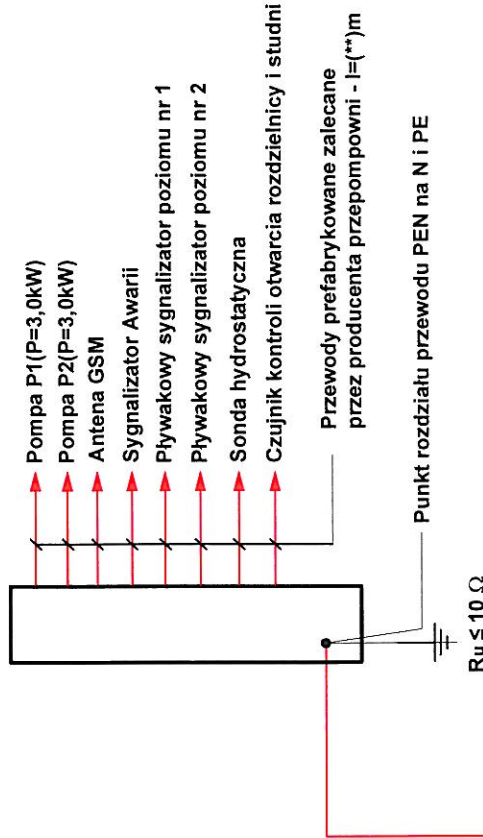 Pompa P1(P=3,0kW)
Pompa P2(P=3,0kW)
Antena GSM
Sygnalizator Awarii
Pływakowy sygnalizator poziomu nr 1
Pływakowy sygnalizator poziomu nr 2
Sonda hydrostatyczna
Czujnik kontroli otwarcia rozdzielnicy i studni
Przewody prefabrykowane zalecane
przez producenta przepompowni - l=(**)m
Punkt rozdziału przewodu PEN na N i PE
Ru ≤ 10 Ω